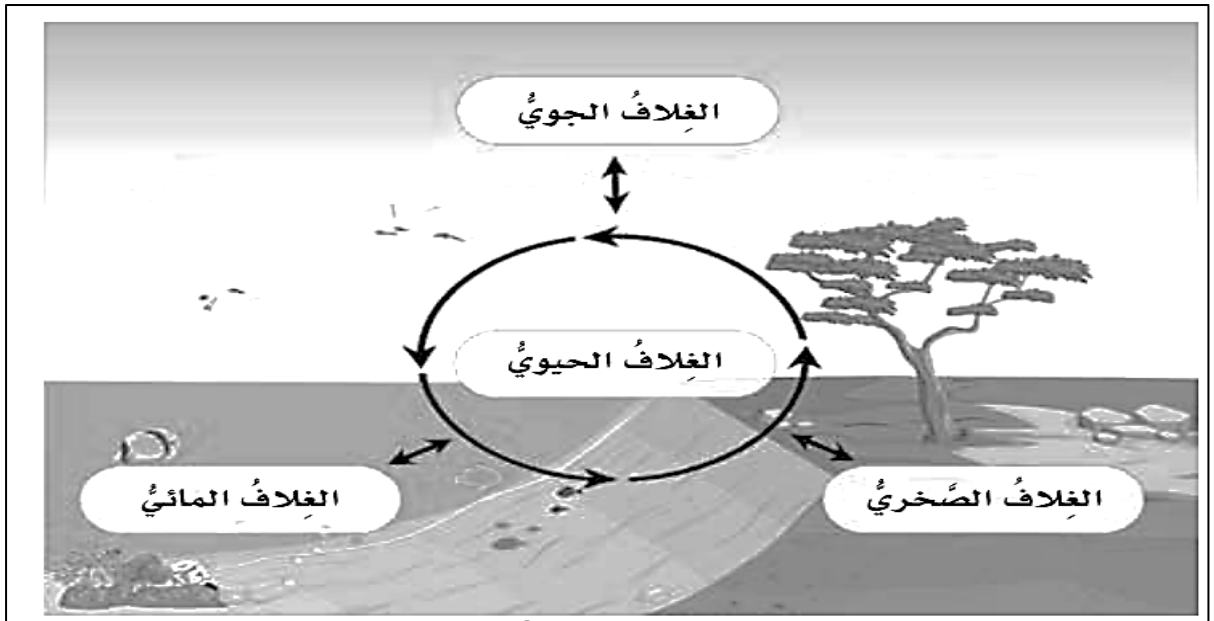 الغِلافُ الجويُّ
الغِلافُ الحيويُّ
الغِلافُ الصَّخريُّ
الغِلافُ المائيُّ